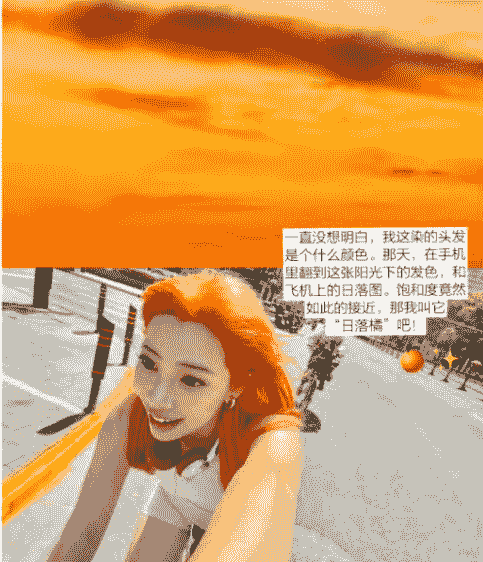 一直没想明白，我这染的头发
是个什么颜色。那天，在手机
里翻到这张阳光下的发色，和
飞机上的日落图。饱和度竟然
如此的接近，那我叫它
“日落橘”吧！